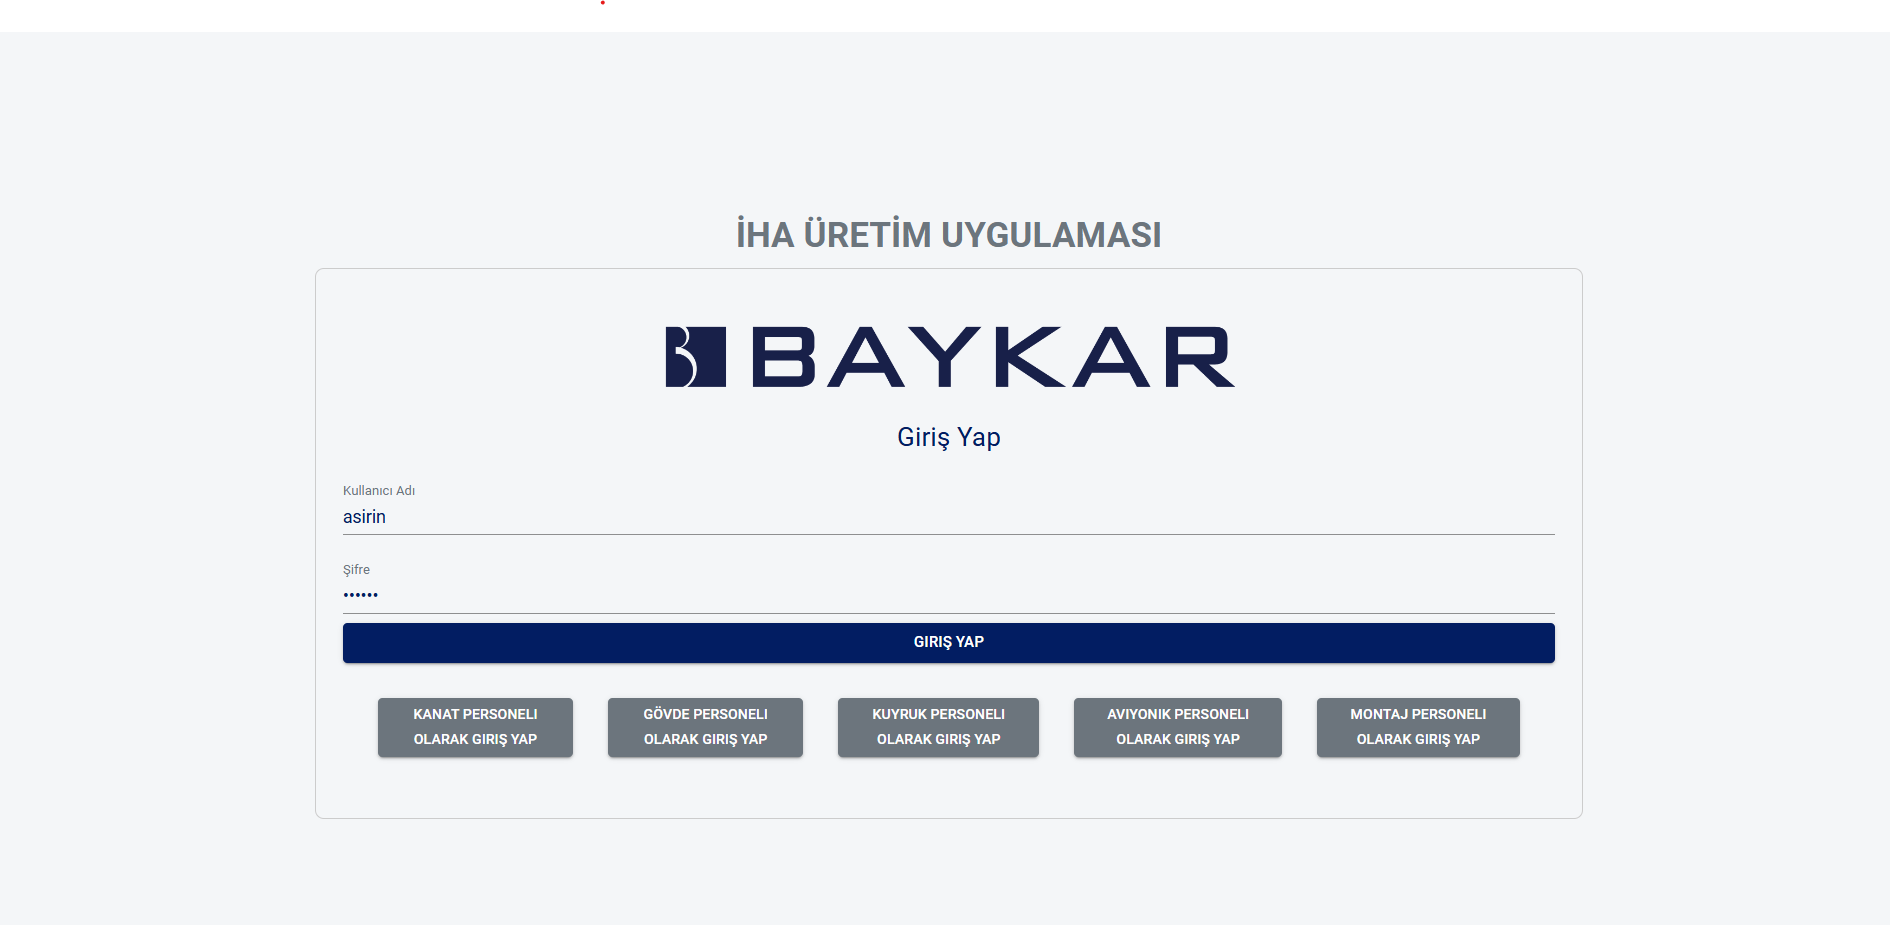 İHA ÜRETİM UYGULAMASI
BAYKAR
Giriş Yap
Kullanıcı Adı
asirin
Şifre
••••••
GIRIŞ YAP
KANAT PERSONELI
OLARAK GIRIŞ YAP
GÖVDE PERSONELI
OLARAK GIRIŞ YAP
KUYRUK PERSONELI
OLARAK GIRIŞ YAP
AVIYONIK PERSONELI
OLARAK GIRIŞ YAP
MONTAJ PERSONELI
OLARAK GIRIŞ YAP